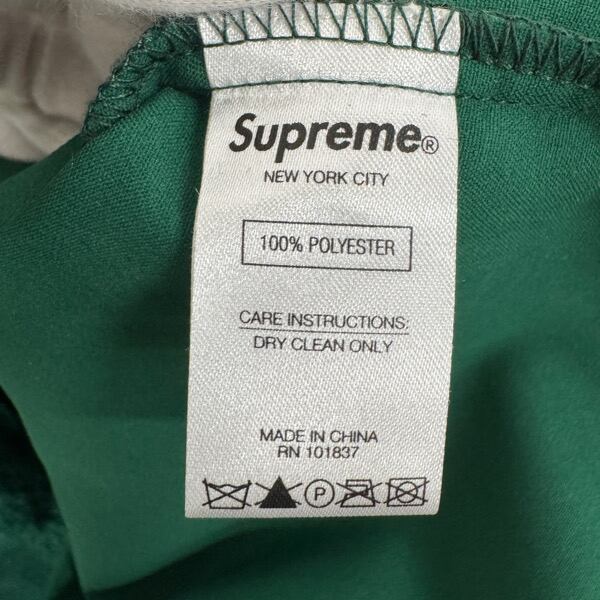 Supreme®
NEW YORK CITY
100% POLYESTER
CARE INSTRUCTIONS:
DRY CLEAN ONLY
MADE IN CHINA
RN 101837
P